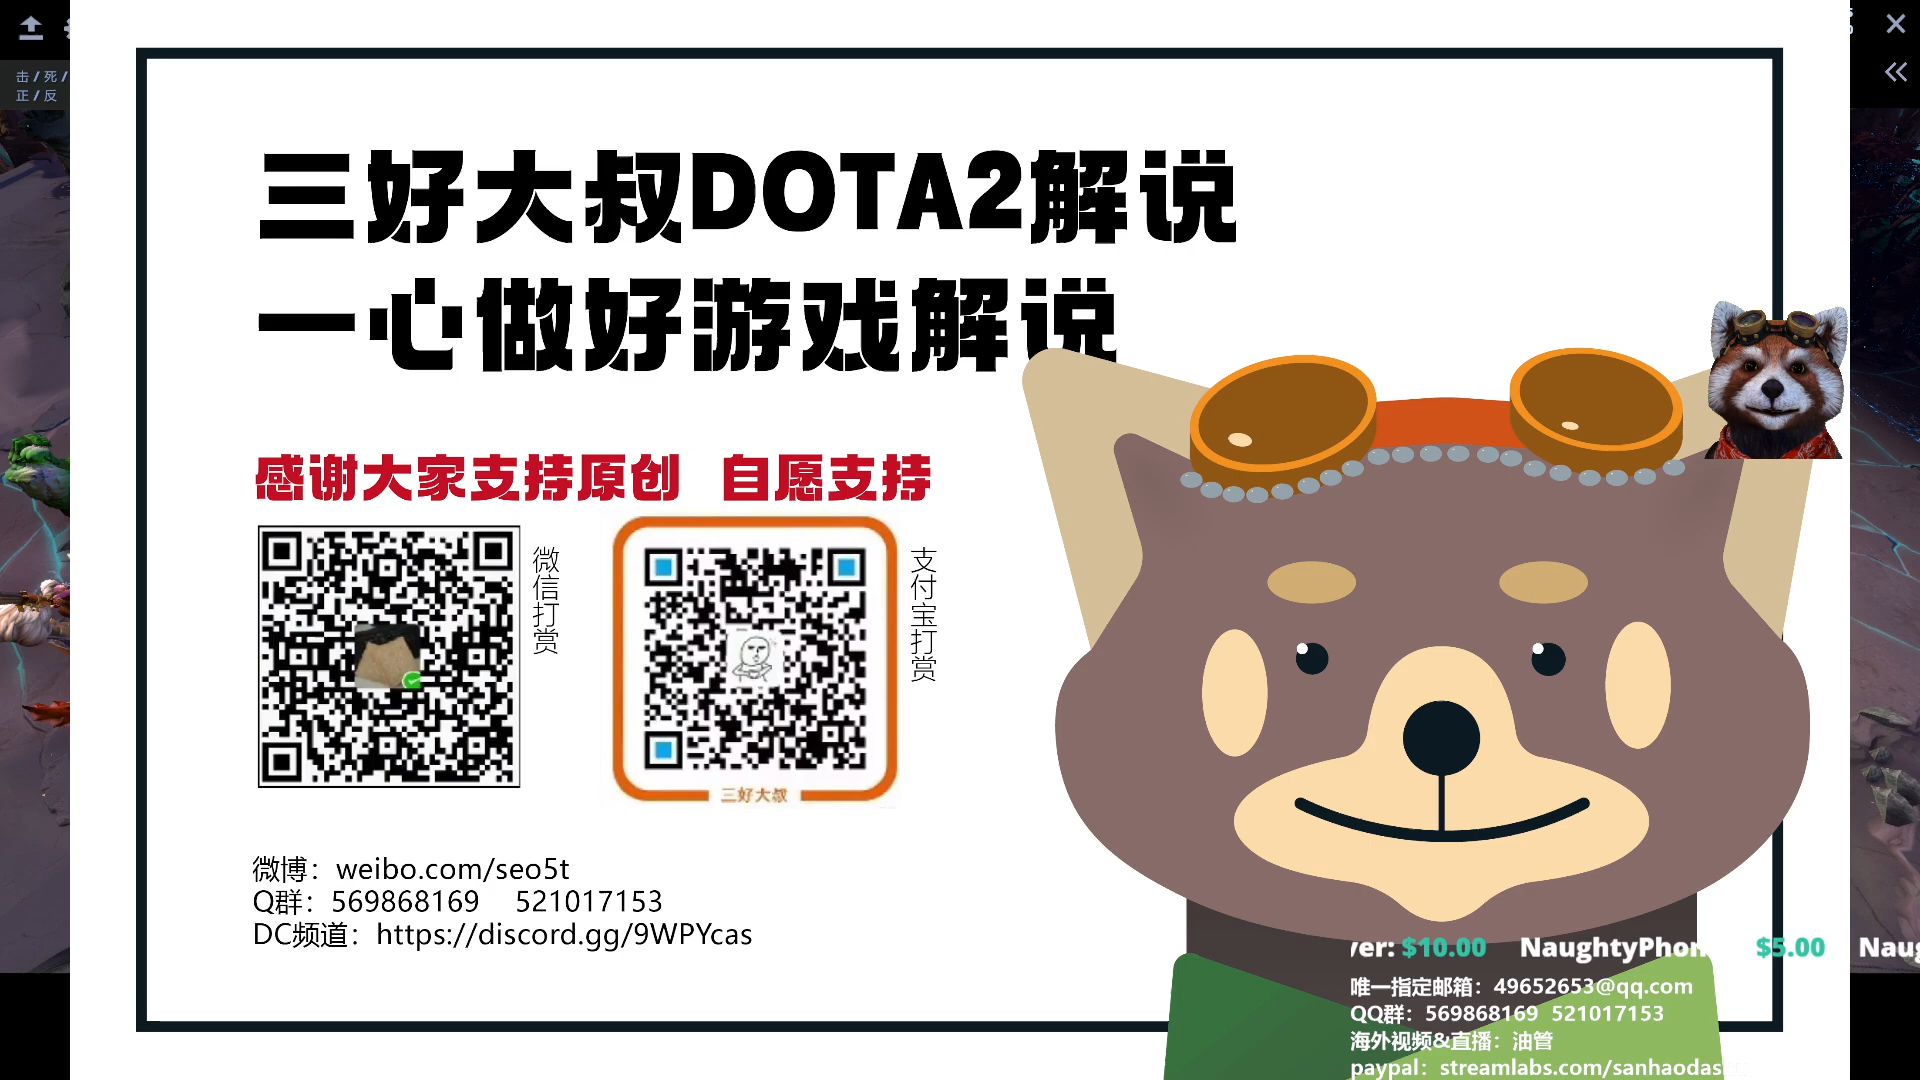 击/死/
正/反
三好大叔DOTA2解说
一心做好游戏解说
感谢大家支持原创 自愿支持
微信打赏
支付宝打赏
三好大叔
微博：weibo.com/seo5t
Q群：569868169 521017153
DC频道：https://discord.gg/9WPYcas
ver: $10.00 NaughtyPhon $5.00 Naug
唯一指定邮箱：49652653@qq.com
QQ群：569868169 521017153
海外视频&直播：油管
paypal：streamlabs.com/sanhaodas